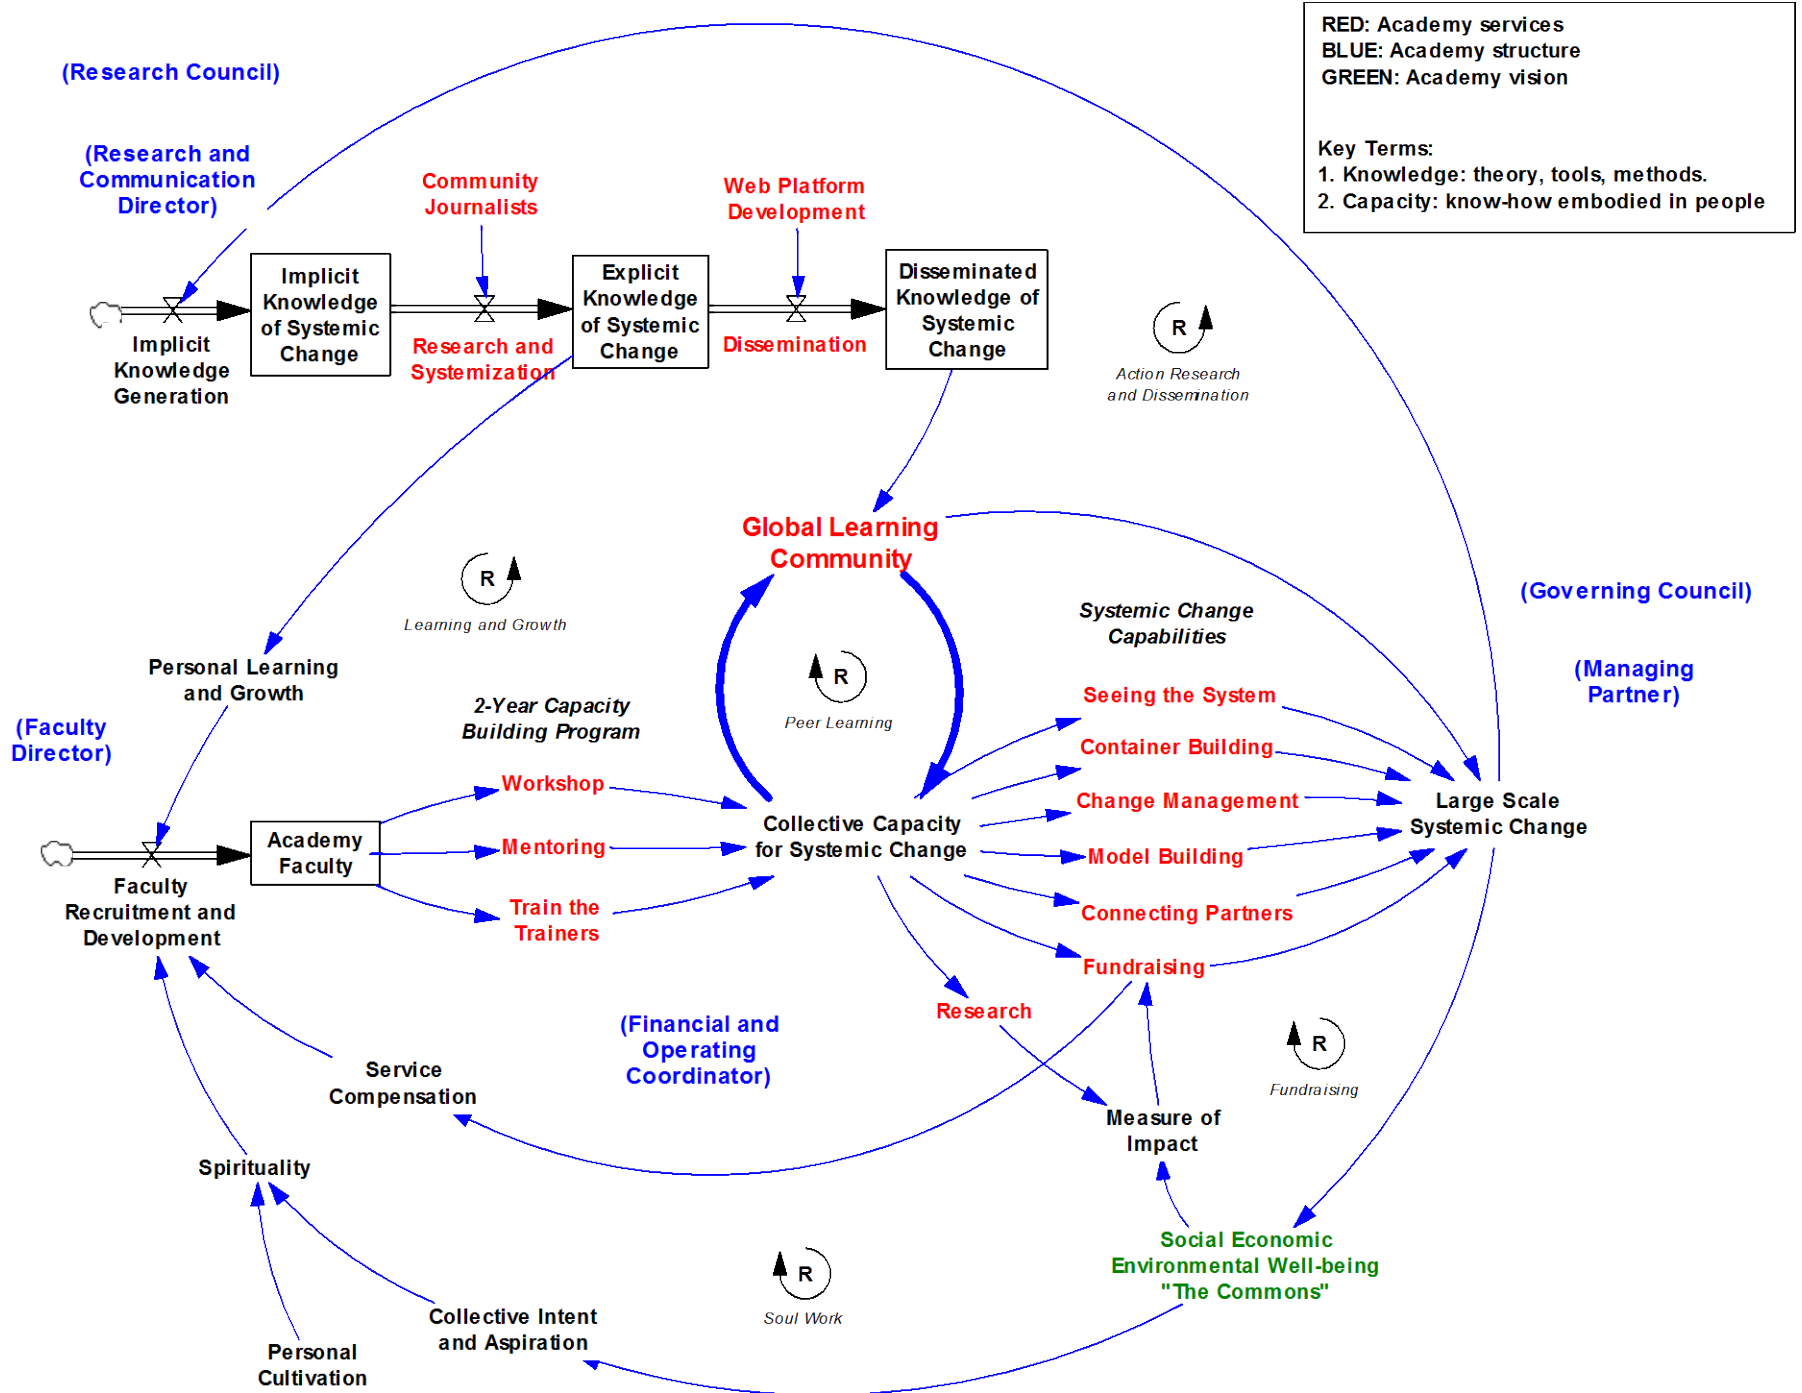 RED: Academy services
BLUE: Academy structure
GREEN: Academy vision
Key Terms:
1. Knowledge: theory, tools, methods.
2. Capacity: know-how embodied in people
(Research Council)
(Research and
Communication
Director)
Community
Journalists
Web Platform
Development
Implicit
Knowledge
of Systemic
Change
Explicit
Knowledge
of Systemic
Change
Disseminated
Knowledge of
Systemic
Change
Implicit
Knowledge
Generation
Research and
Systemization
Dissemination
R
Action Research
and Dissemination
Global Learning
Community
R
Learning and Growth
Systemic Change
Capabilities
(Governing Council)
(Managing
Partner)
Personal Learning
and Growth
R
Peer Learning
2-Year Capacity
Building Program
(Faculty
Director)
Seeing the System
Container Building
Change Management
Model Building
Connecting Partners
Fundraising
Workshop
Mentoring
Train the
Trainers
Collective Capacity
for Systemic Change
Large Scale
Systemic Change
Academy
Faculty
Faculty
Recruitment and
Development
Research
(Financial and
Operating
Coordinator)
R
Fundraising
Service
Compensation
Measure of
Impact
Spirituality
Social Economic
Environmental Well-being
"The Commons"
R
Soul Work
Collective Intent
and Aspiration
Personal
Cultivation